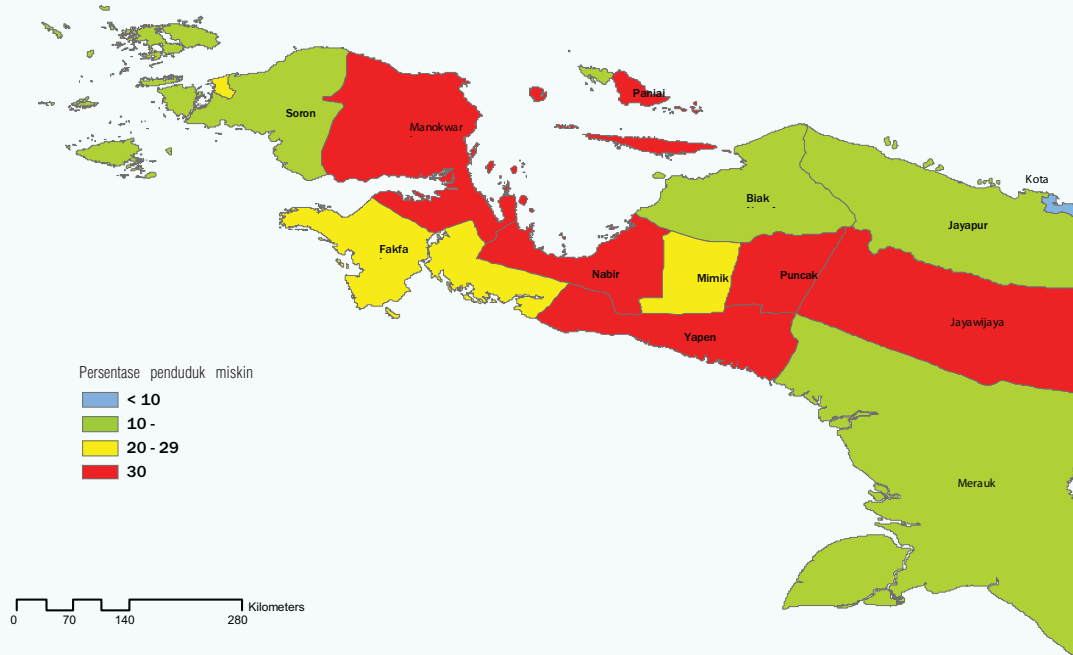 Soron
Manokwar
Paniai
Kota
Biak
Jayapur
Fakfa
Nabir
Mimik
Puncak
Jayawijaya
Yapen
Merauk
Persentase penduduk miskin
< 10
10 -
20 - 29
30
Kilometers
0 70 140 280